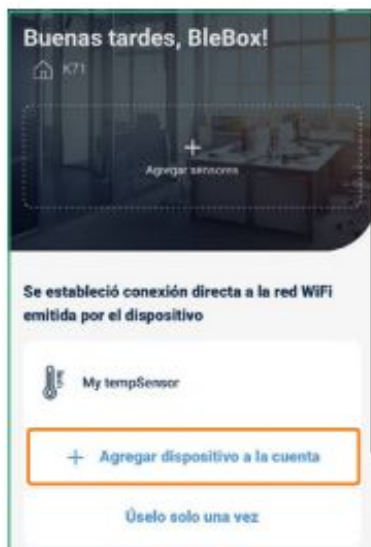 Buenas tardes, BleBox!
K71
+
Agregar sensores
Se estableció conexión directa a la red WiFi
emitida por el dispositivo
My tempSensor
+ Agregar dispositivo a la cuenta
Úselo solo una vez